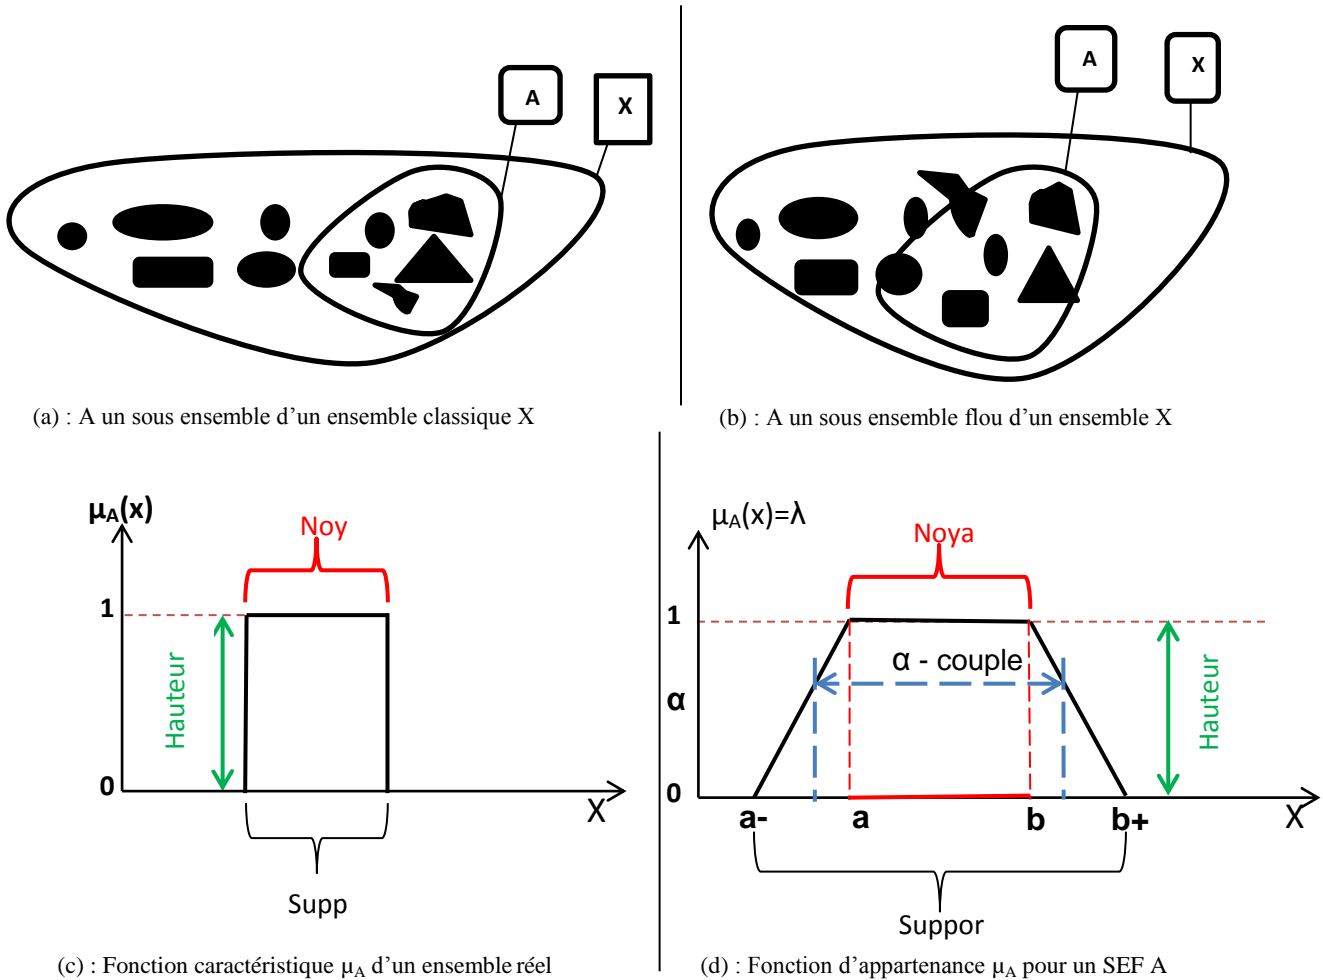 A
X
A
X
(a) : A un sous ensemble d’un ensemble classique X
(b) : A un sous ensemble flou d’un ensemble X
μA(x)
Noy
1
Hauteur
0
X
Supp
μA(x)=λ
Noya
1
α - couple
α
Hauteur
0
a-
a
b
b+
X
Suppor
(c) : Fonction caractéristique μA d’un ensemble réel
(d) : Fonction d’appartenance μA pour un SEF A